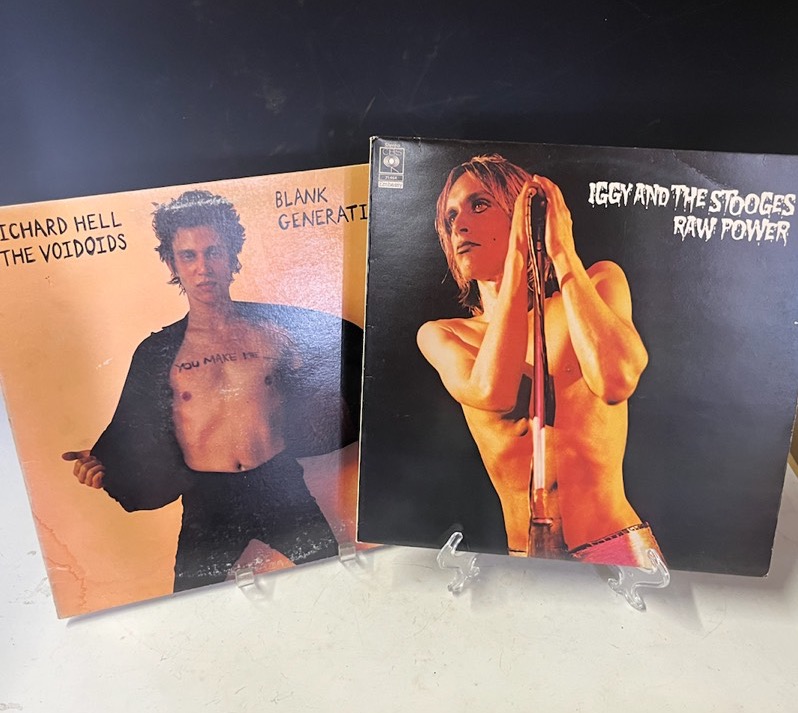 ICHARD HELL
THE VOIDOIDS
BLANK
GENERATI
YOU MAKE ME
CBS
Embassy
IGGY AND THE STOOGES
RAW POWER